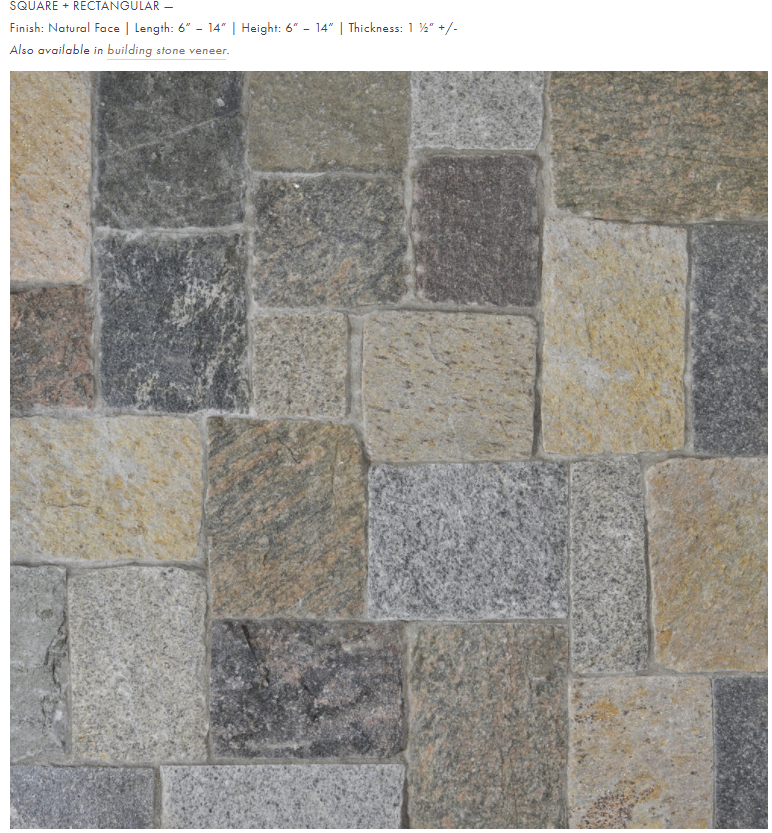 SQUARE + RECTANGULAR —
Finish: Natural Face | Length: 6” – 14” | Height: 6” – 14” | Thickness: 1 ½” +/-
Also available in building stone veneer.